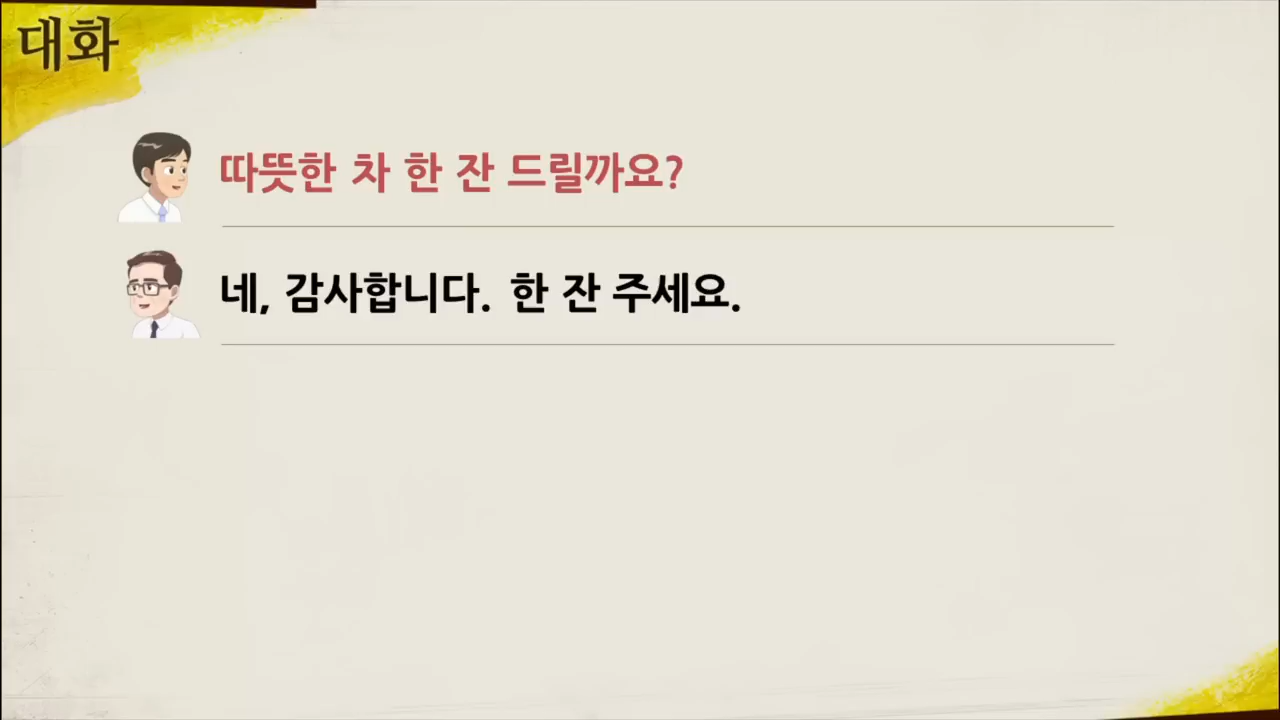 대화
따뜻한 차 한 잔 드릴까요?
네, 감사합니다. 한 잔 주세요.